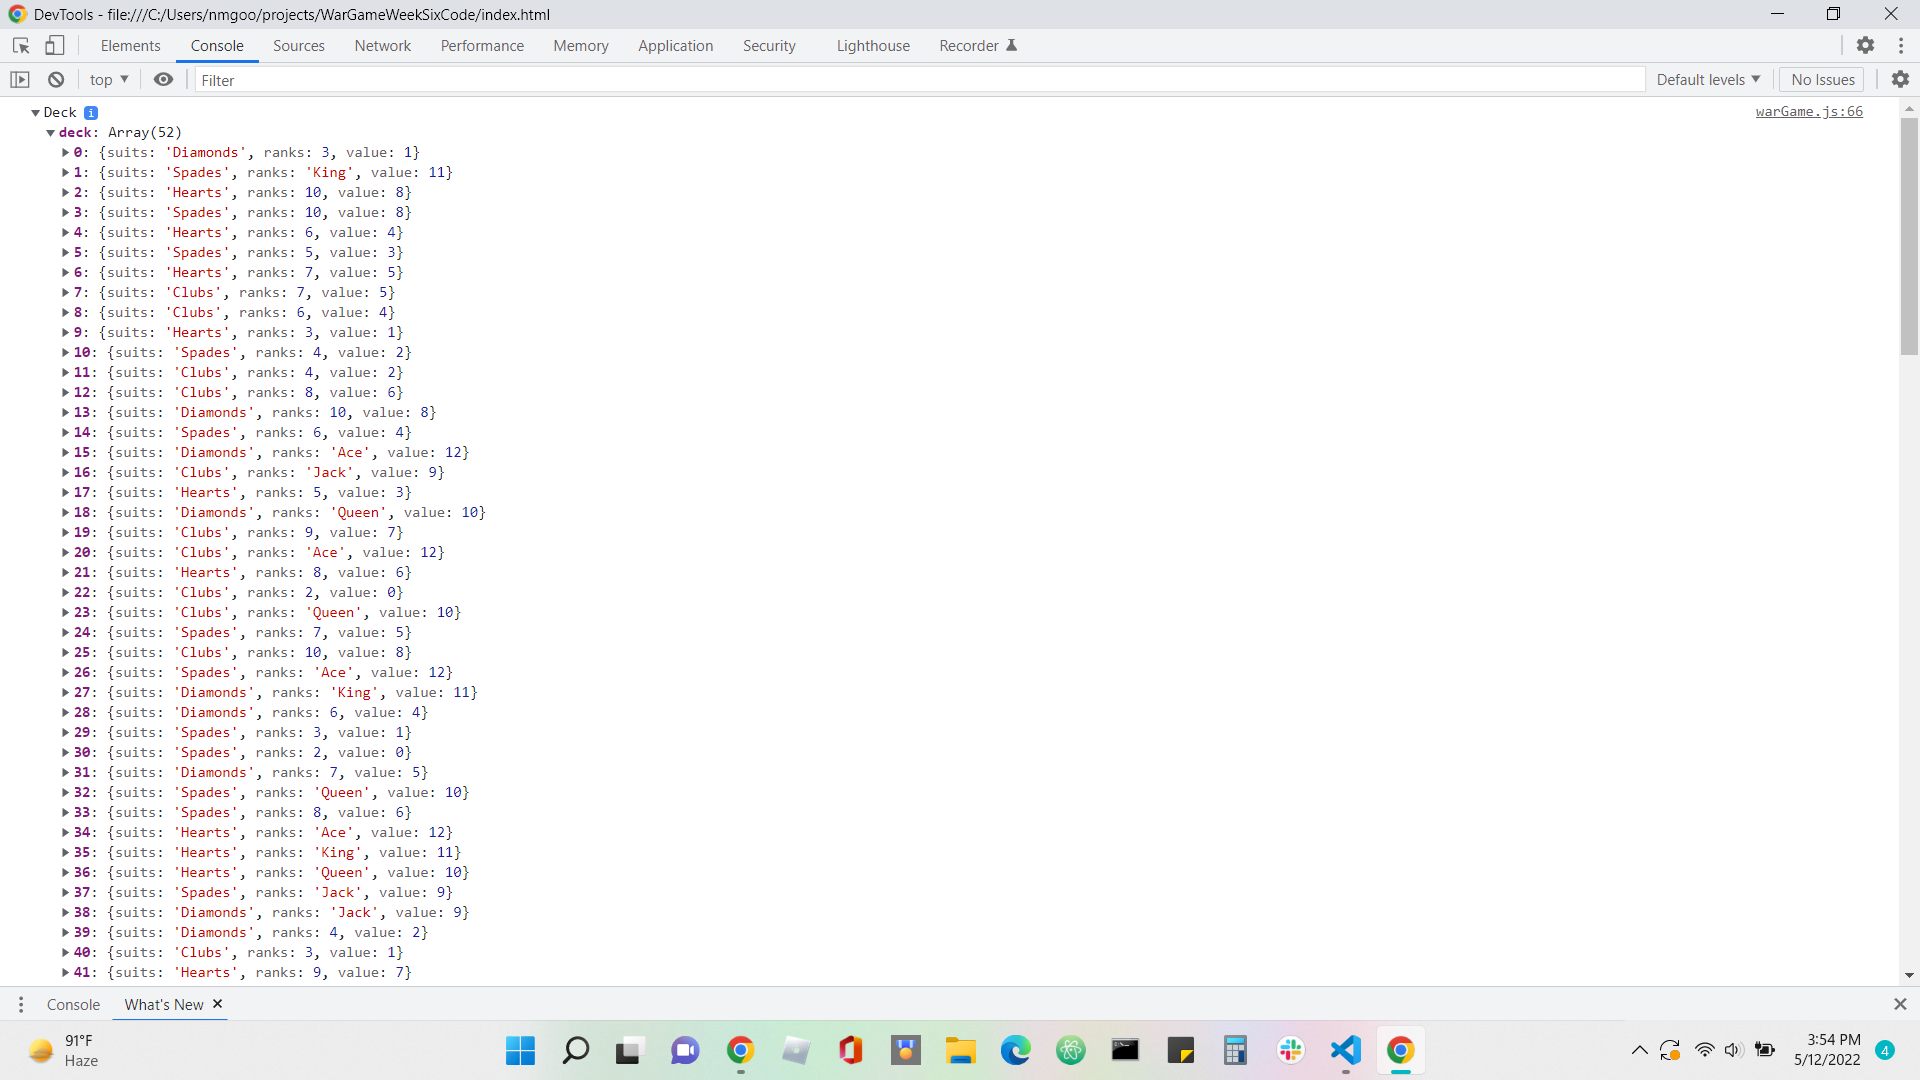 DevTools - file:///C:/Users/nmgoo/projects/WarGameWeekSixCode/index.html
Elements Console Sources Network Performance Memory Application Security Lighthouse Recorder
top Filter Default levels No Issues
Deck i warGame.js:66
deck: Array(52)
0: {suits: 'Diamonds', ranks: 3, value: 1}
1: {suits: 'Spades', ranks: 'King', value: 11}
2: {suits: 'Hearts', ranks: 10, value: 8}
3: {suits: 'Spades', ranks: 10, value: 8}
4: {suits: 'Hearts', ranks: 6, value: 4}
5: {suits: 'Spades', ranks: 5, value: 3}
6: {suits: 'Hearts', ranks: 7, value: 5}
7: {suits: 'Clubs', ranks: 7, value: 5}
8: {suits: 'Clubs', ranks: 6, value: 4}
9: {suits: 'Hearts', ranks: 3, value: 1}
10: {suits: 'Spades', ranks: 4, value: 2}
11: {suits: 'Clubs', ranks: 4, value: 2}
12: {suits: 'Clubs', ranks: 8, value: 6}
13: {suits: 'Diamonds', ranks: 10, value: 8}
14: {suits: 'Spades', ranks: 6, value: 4}
15: {suits: 'Diamonds', ranks: 'Ace', value: 12}
16: {suits: 'Clubs', ranks: 'Jack', value: 9}
17: {suits: 'Hearts', ranks: 5, value: 3}
18: {suits: 'Diamonds', ranks: 'Queen', value: 10}
19: {suits: 'Clubs', ranks: 9, value: 7}
20: {suits: 'Clubs', ranks: 'Ace', value: 12}
21: {suits: 'Hearts', ranks: 8, value: 6}
22: {suits: 'Clubs', ranks: 2, value: 0}
23: {suits: 'Clubs', ranks: 'Queen', value: 10}
24: {suits: 'Spades', ranks: 7, value: 5}
25: {suits: 'Clubs', ranks: 10, value: 8}
26: {suits: 'Spades', ranks: 'Ace', value: 12}
27: {suits: 'Diamonds', ranks: 'King', value: 11}
28: {suits: 'Diamonds', ranks: 6, value: 4}
29: {suits: 'Spades', ranks: 3, value: 1}
30: {suits: 'Spades', ranks: 2, value: 0}
31: {suits: 'Diamonds', ranks: 7, value: 5}
32: {suits: 'Spades', ranks: 'Queen', value: 10}
33: {suits: 'Spades', ranks: 8, value: 6}
34: {suits: 'Hearts', ranks: 'Ace', value: 12}
35: {suits: 'Hearts', ranks: 'King', value: 11}
36: {suits: 'Hearts', ranks: 'Queen', value: 10}
37: {suits: 'Spades', ranks: 'Jack', value: 9}
38: {suits: 'Diamonds', ranks: 'Jack', value: 9}
39: {suits: 'Diamonds', ranks: 4, value: 2}
40: {suits: 'Clubs', ranks: 3, value: 1}
41: {suits: 'Hearts', ranks: 9, value: 7}
Console What's New
91°F
Haze
3:54 PM
5/12/2022
4